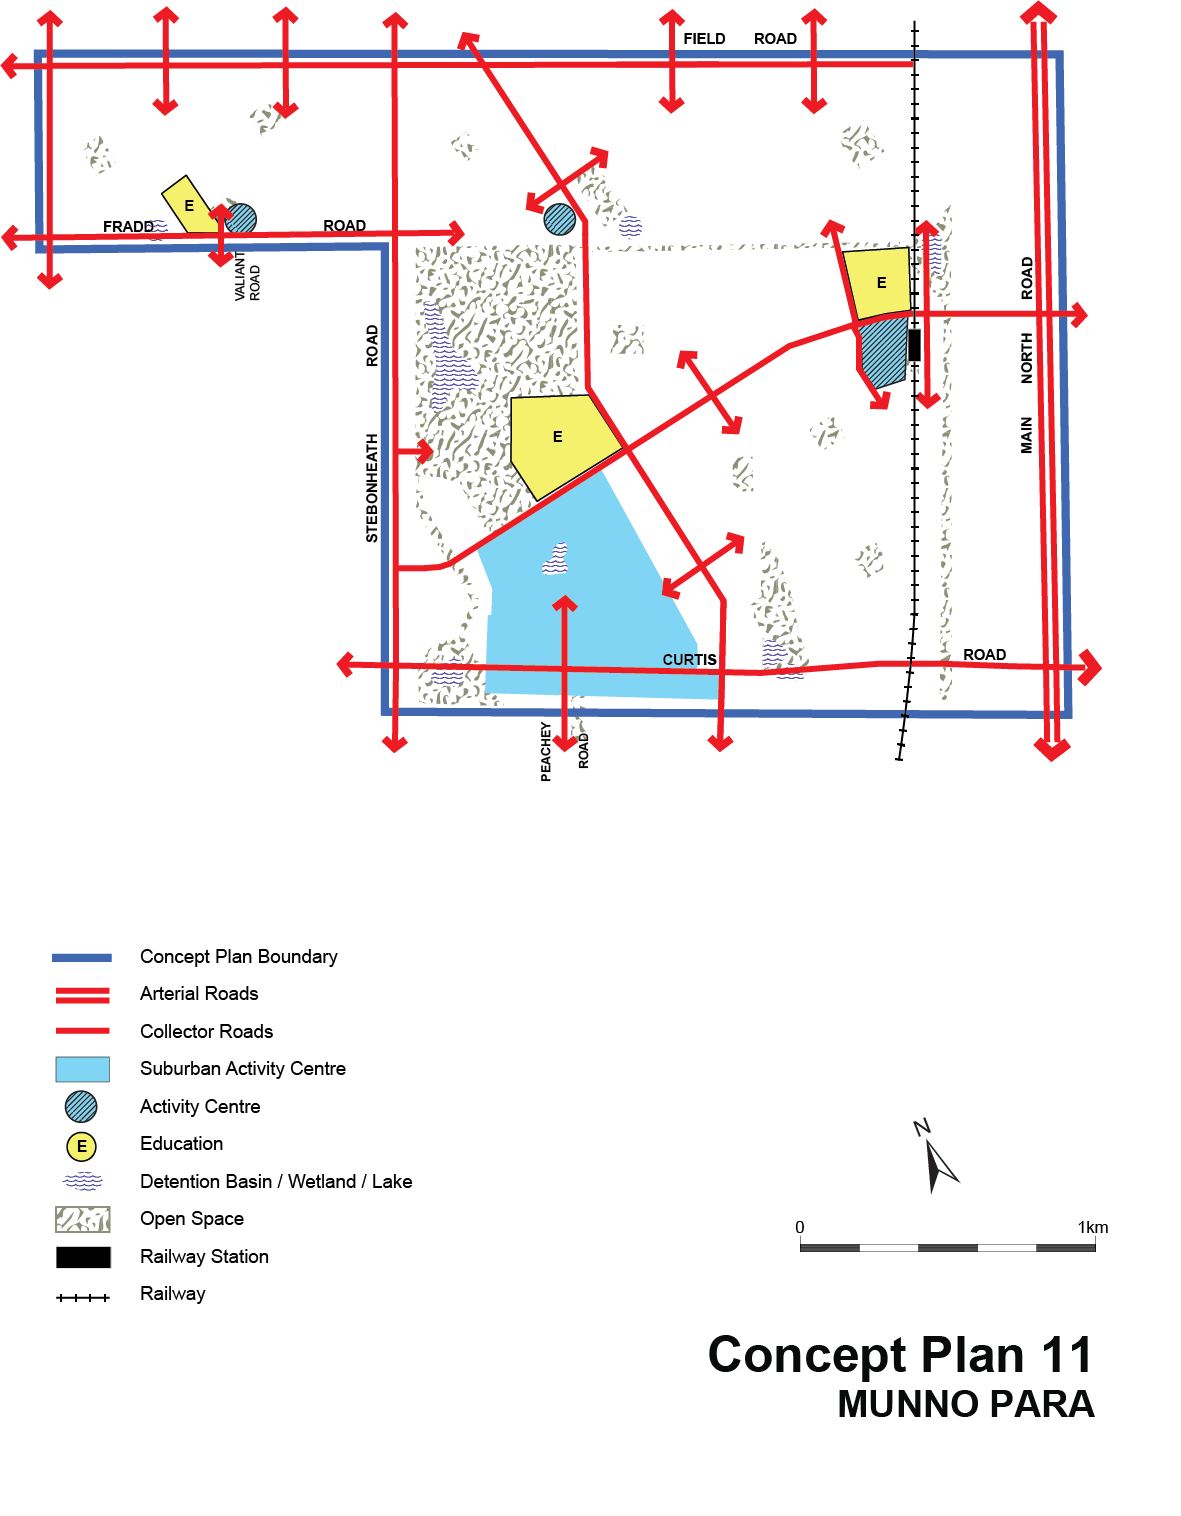 FIELD ROAD
E
FRADD ROAD
VALIANT
ROAD
E
MAIN NORTH ROAD
STEBONHEATH ROAD
E
CURTIS ROAD
PEACHEY
ROAD
Concept Plan Boundary
Arterial Roads
Collector Roads
Suburban Activity Centre
Activity Centre
E Education
Detention Basin / Wetland / Lake
Open Space
Railway Station
Railway
N
0 1km
Concept Plan 11
MUNNO PARA